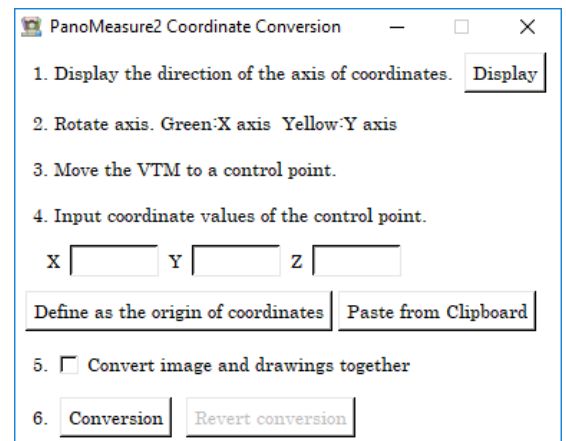 PanoMeasure2 Coordinate Conversion
1. Display the direction of the axis of coordinates. Display
2. Rotate axis. Green:X axis Yellow:Y axis
3. Move the VTM to a control point.
4. Input coordinate values of the control point.
X Y Z
Define as the origin of coordinates Paste from Clipboard
5. Convert image and drawings together
6. Conversion Revert conversion